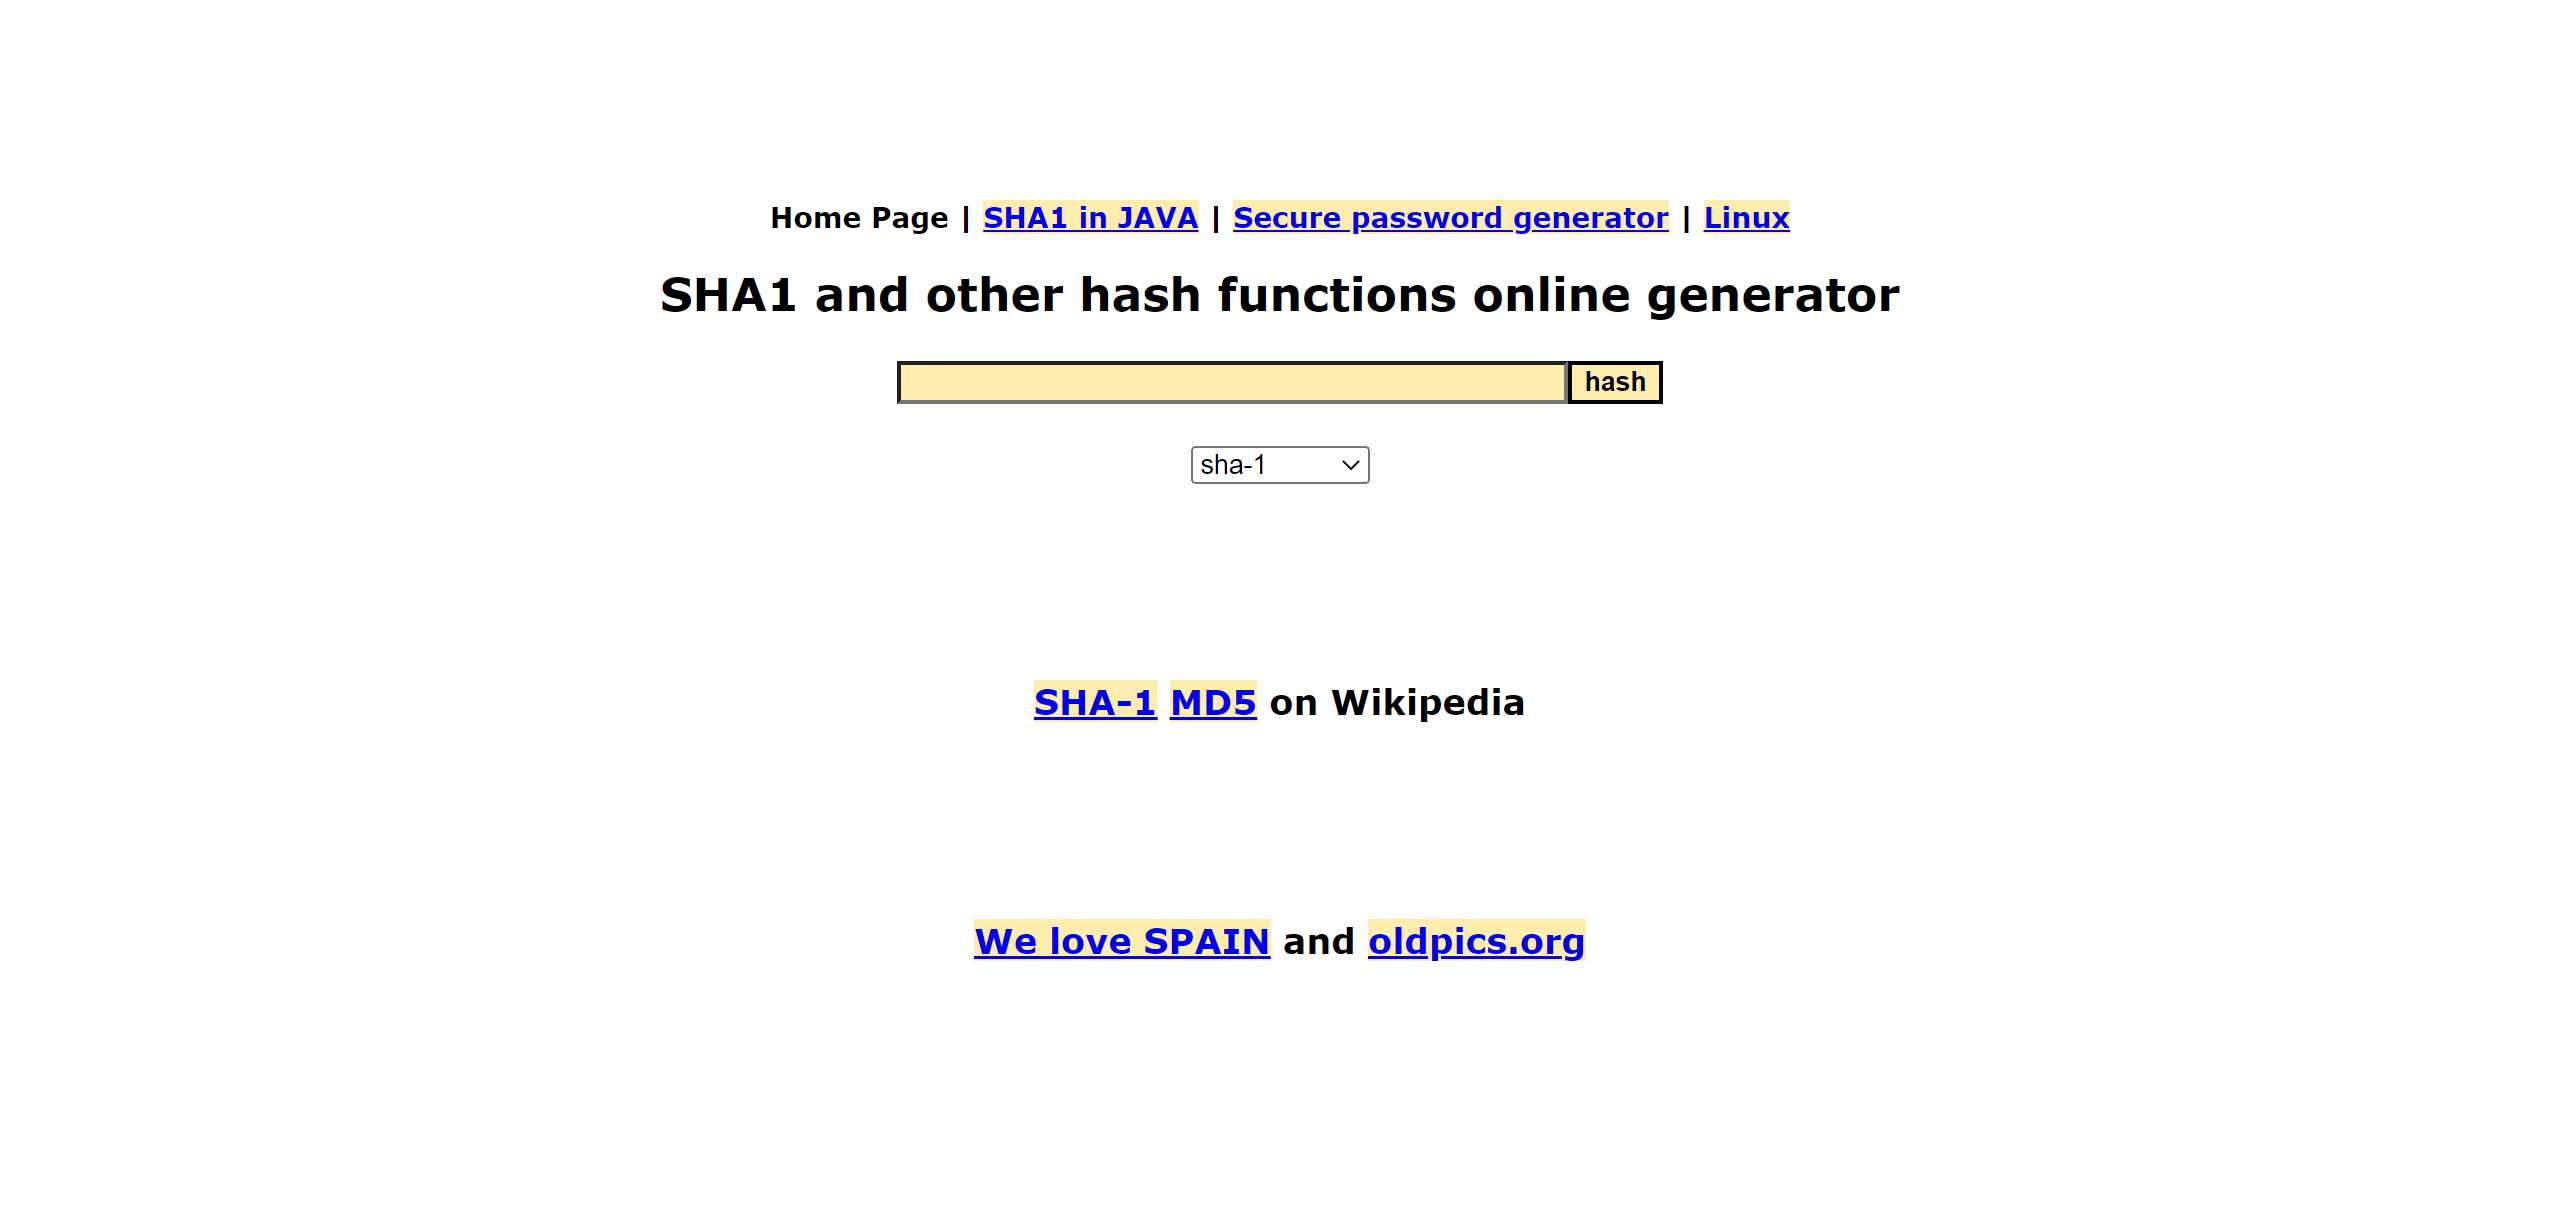 Home Page | SHA1 in JAVA | Secure password generator | Linux
SHA1 and other hash functions online generator
hash
sha-1
SHA-1 MD5 on Wikipedia
We love SPAIN and oldpics.org